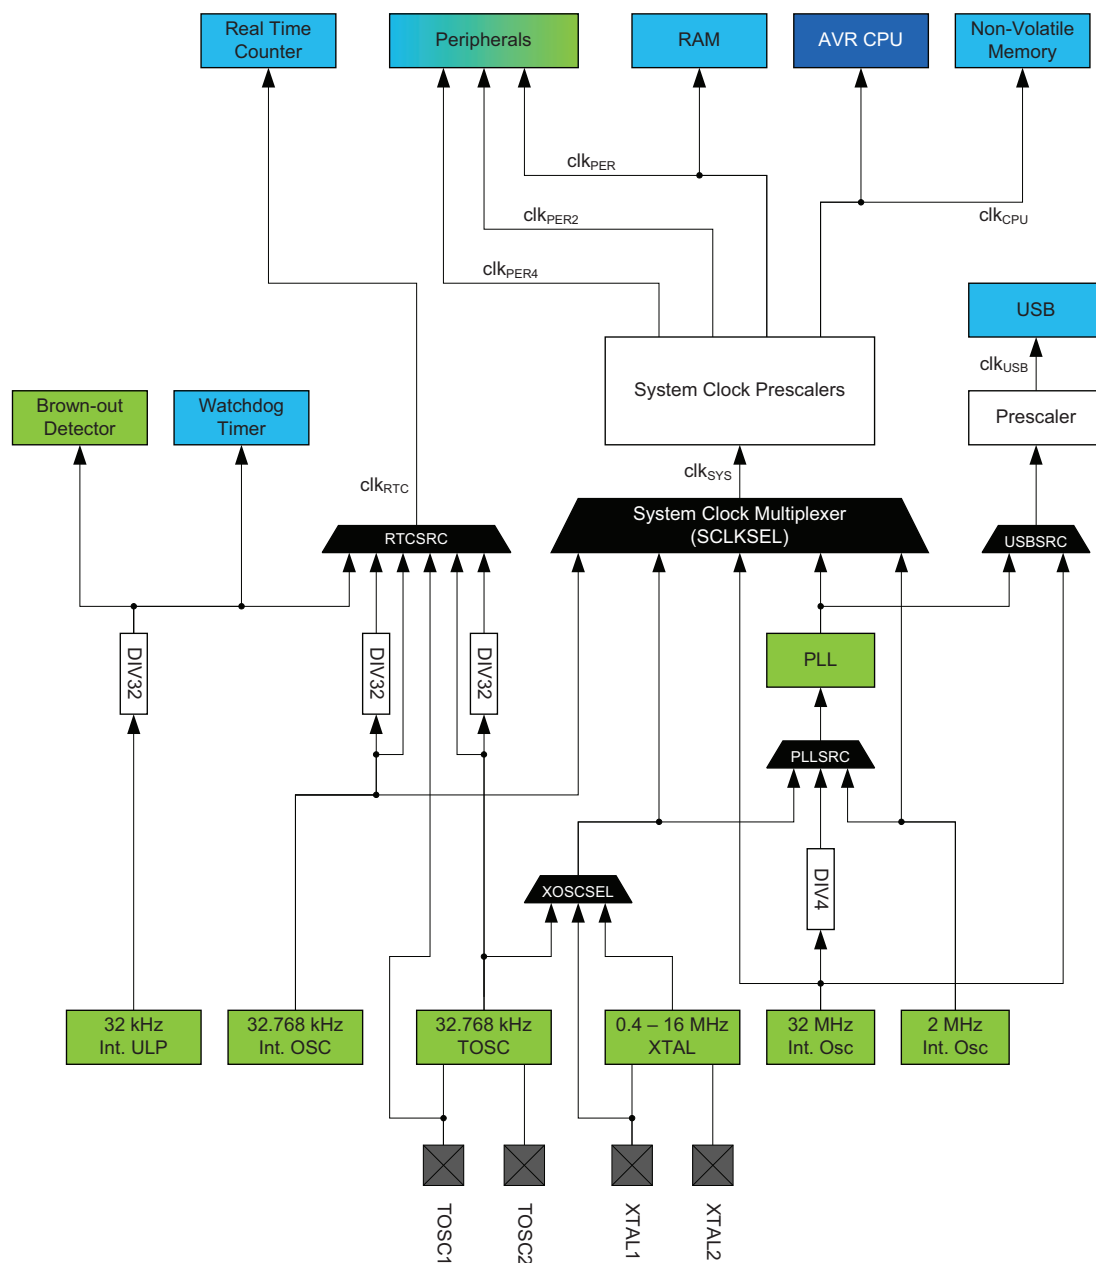 Real Time
Counter
Peripherals
RAM
AVR CPU
Non-Volatile
Memory
clkPER
clkPER2
clkCPU
clkPER4
USB
System Clock Prescalers
clkUSB
Brown-out
Detector
Watchdog
Timer
Prescaler
clkSYS
clkRTC
System Clock Multiplexer
(SCLKSEL)
RTCSRC
USBSRC
DIV32
DIV32
DIV32
PLL
PLLSRC
DIV4
XOSCSEL
32 kHz
Int. ULP
32.768 kHz
Int. OSC
32.768 kHz
TOSC
0.4 – 16 MHz
XTAL
32 MHz
Int. Osc
2 MHz
Int. Osc
TOSC1
TOSC2
XTAL1
XTAL2